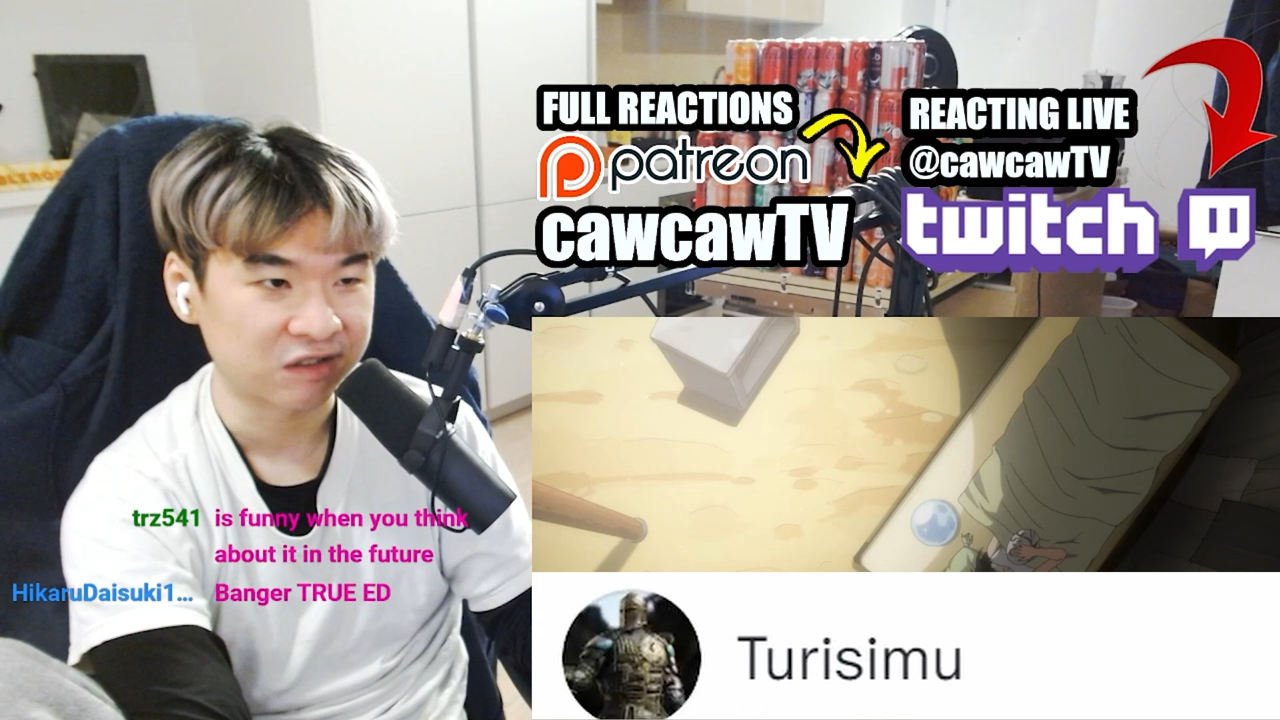 FULL REACTIONS
patreon
cawcawTV
REACTING LIVE
@cawcawTV
twitch
trz541 is funny when you think
about it in the future
HikaruDaisuki1... Banger TRUE ED
Turisimu